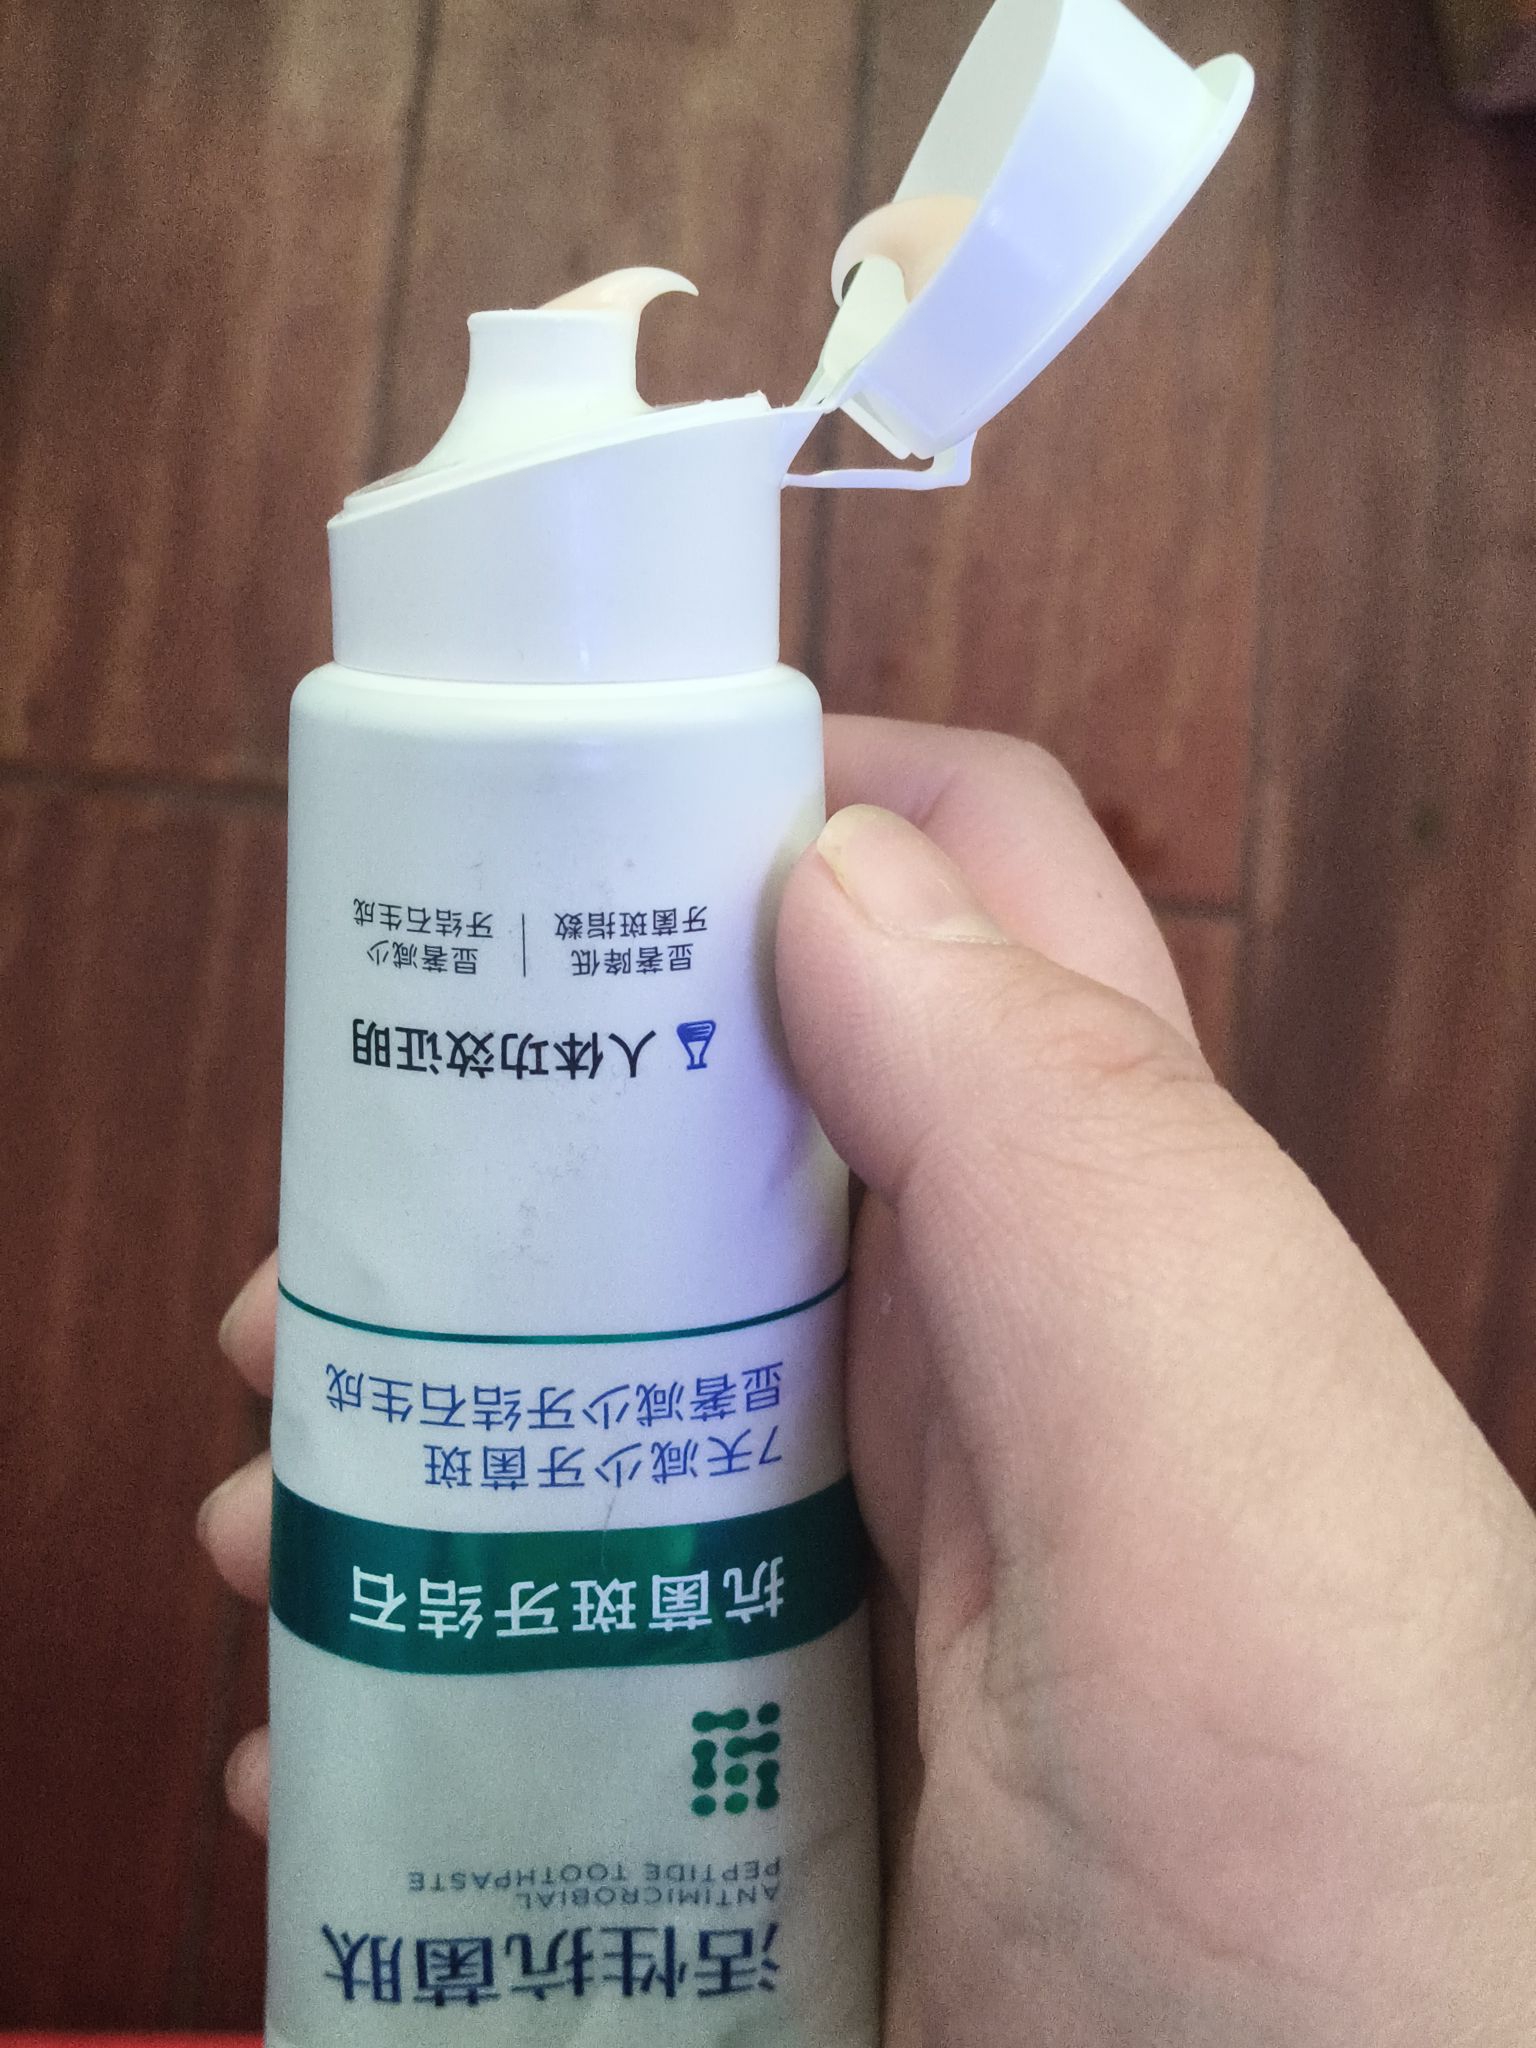 活性抗菌肽
ANTIMICROBIAL
PEPTIDE TOOTHPASTE
抗菌斑牙结石
7天减少牙菌斑
显著减少牙结石生成
人体功效证明
显著降低
牙菌斑指数
显著减少
牙结石生成